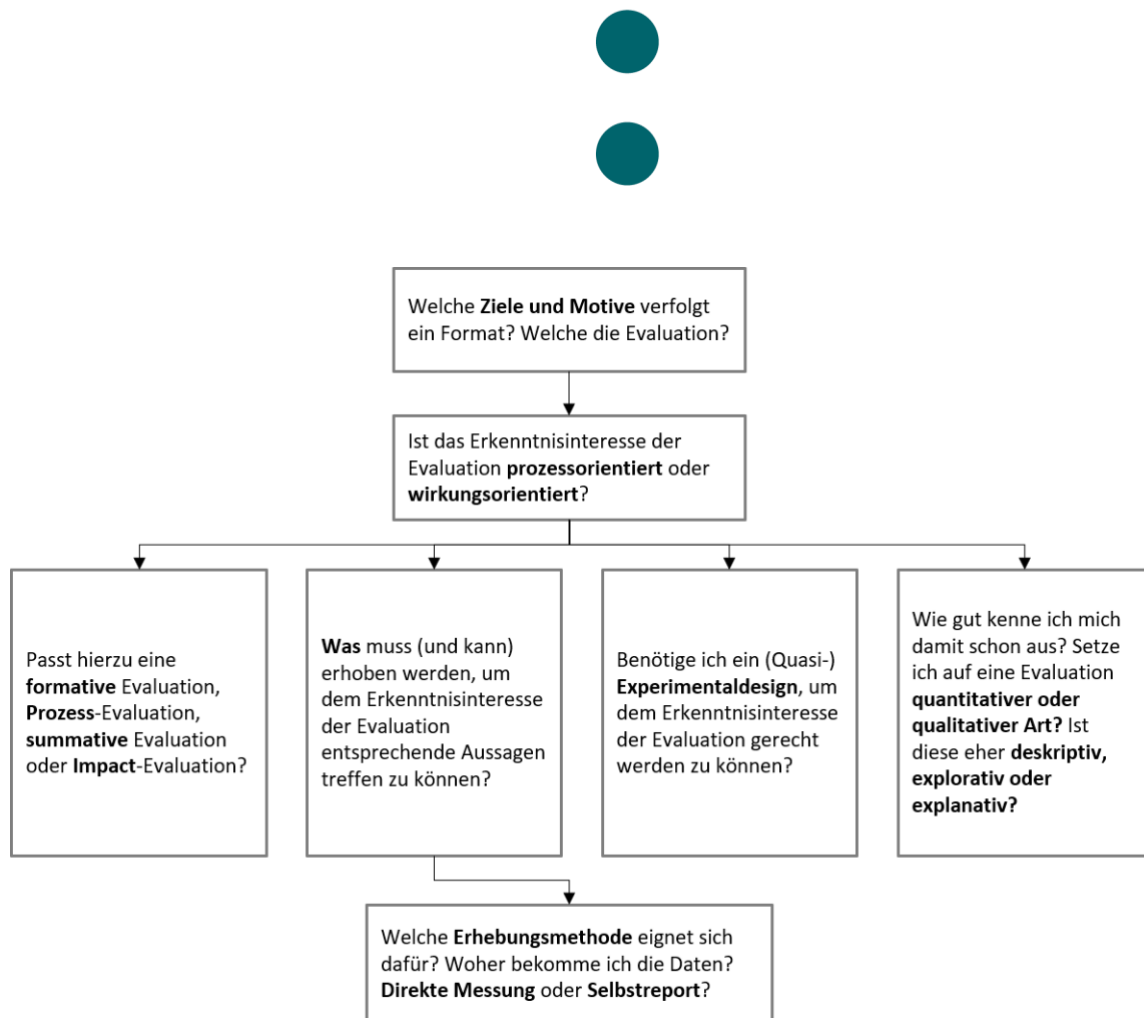 Welche Ziele und Motive verfolgt
ein Format? Welche die Evaluation?
Ist das Erkenntnisinteresse der
Evaluation prozessorientiert oder
wirkungsorientiert?
Passt hierzu eine
formative Evaluation,
Prozess-Evaluation,
summative Evaluation
oder Impact-Evaluation?
Was muss (und kann)
erhoben werden, um
dem Erkenntnisinteresse
der Evaluation
entsprechende Aussagen
treffen zu können?
Benötige ich ein (Quasi-)
Experimentaldesign, um
dem Erkenntnisinteresse
der Evaluation gerecht
werden zu können?
Wie gut kenne ich mich
damit schon aus? Setze
ich auf eine Evaluation
quantitativer oder
qualitativer Art? Ist
diese eher deskriptiv,
explorativ oder
explanativ?
Welche Erhebungsmethode eignet sich
dafür? Woher bekomme ich die Daten?
Direkte Messung oder Selbstreport?